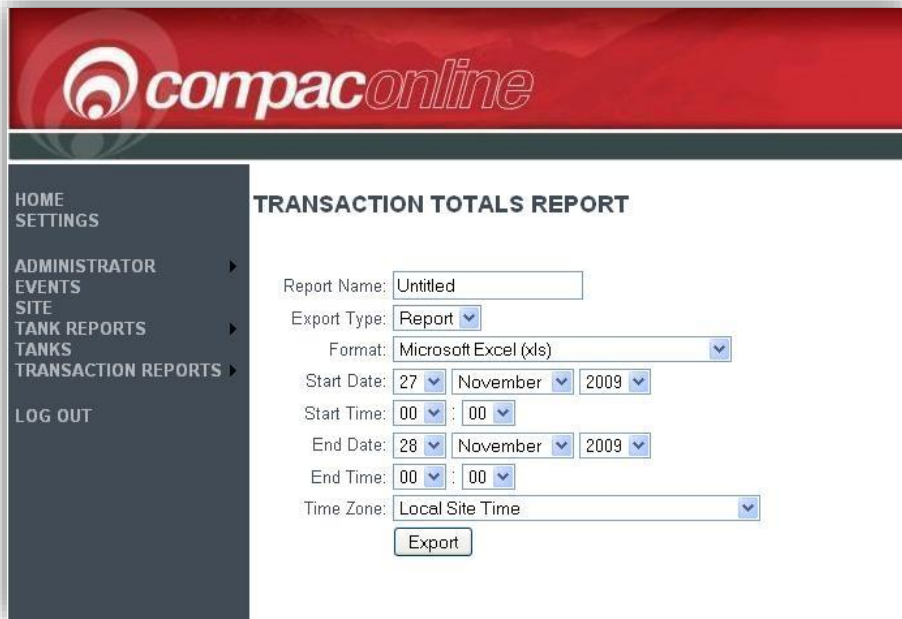 compaconline
HOME
SETTINGS
ADMINISTRATOR
EVENTS
SITE
TANK REPORTS
TANKS
TRANSACTION REPORTS
LOG OUT
TRANSACTION TOTALS REPORT
Report Name: Untitled
Export Type: Report
Format: Microsoft Excel (xls)
Start Date: 27 November 2009
Start Time: 00 : 00
End Date: 28 November 2009
End Time: 00 : 00
Time Zone: Local Site Time
Export